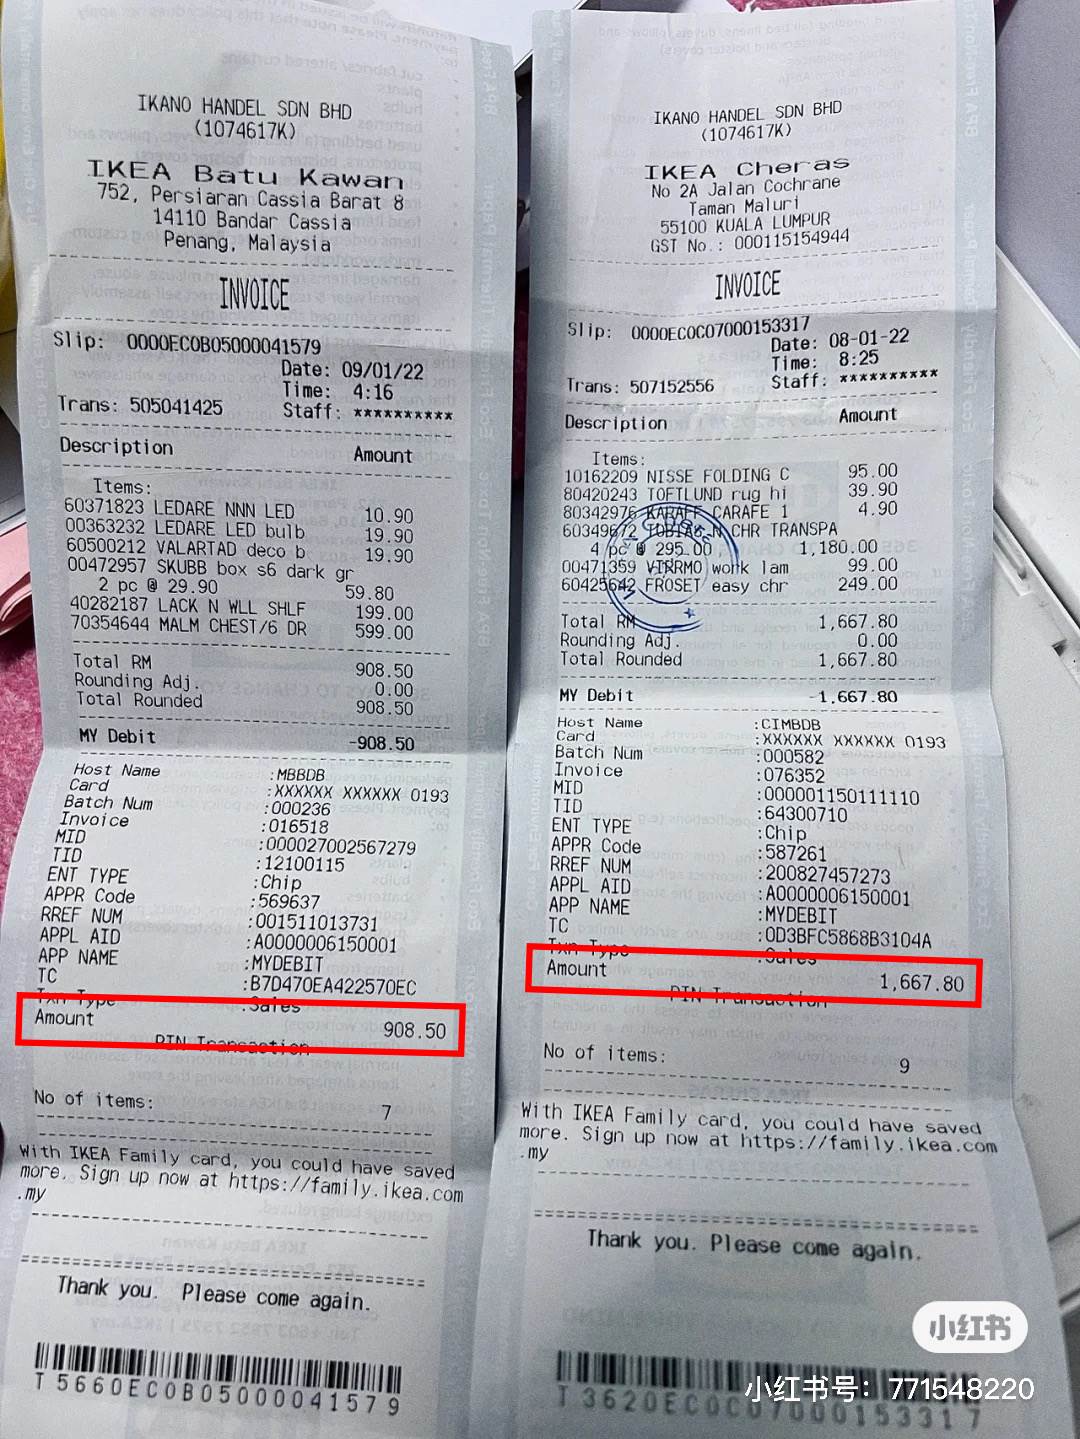 IKANO HANDEL SDN BHD
(1074617K)
IKEA Batu Kawan
752, Persiaran Cassia Barat 8
14110 Bandar Cassia
Penang, Malaysia
INVOICE
Slip: 0000EC0B05000041579
Date: 09/01/22
Time: 4:16
Trans: 505041425 Staff: **********
Description Amount
Items:
60371823 LEDARE NNN LED 10.90
00363232 LEDARE LED bulb 19.90
60500212 VALARTAD deco b 19.90
00472957 SKUBB box s6 dark gr
2 pc @ 29.90 59.80
40282187 LACK N WLL SHLF 199.00
70354644 MALM CHEST/6 DR 599.00
Total RM 908.50
Rounding Adj. 0.00
Total Rounded 908.50
MY Debit -908.50
Host Name :MBBDB
Card :XXXXXX XXXXXX 0193
Batch Num :000236
Invoice :016518
MID :000027002567279
TID :12100115
ENT TYPE :Chip
APPR Code :569637
RREF NUM :001511013731
APPL AID :A0000006150001
APP NAME :MYDEBIT
TC :B7D470EA422570EC
Txn Type :Sales
Amount 908.50
PIN Transaction
No of items: 7
With IKEA Family card, you could have saved
more. Sign up now at https://family.ikea.com
.my
Thank you. Please come again.
T5660EC0B05000041579
IKANO HANDEL SDN BHD
(1074617K)
IKEA Cheras
No 2A Jalan Cochrane
Taman Maluri
55100 KUALA LUMPUR
GST No.: 000115154944
INVOICE
Slip: 0000EC0C07000153317
Date: 08-01-22
Time: 8:25
Trans: 507152556 Staff: **********
Description Amount
Items:
10162209 NISSE FOLDING C 95.00
80420243 TOFTLUND rug hi 39.90
80342976 KARAFF CARAFE 1 4.90
60349672 TOBIAS N CHR TRANSPA
4 pc @ 295.00 1,180.00
00471359 VIRRMO work lam 99.00
60425642 FROSET easy chr 249.00
Total RM 1,667.80
Rounding Adj. 0.00
Total Rounded 1,667.80
MY Debit -1,667.80
Host Name :CIMBDB
Card :XXXXXX XXXXXX 0193
Batch Num :000582
Invoice :076352
MID :000001150111110
TID :64300710
ENT TYPE :Chip
APPR Code :587261
RREF NUM :200827457273
APPL AID :A0000006150001
APP NAME :MYDEBIT
TC :0D3BFC5868B3104A
Txn Type :Sales
Amount 1,667.80
PIN Transaction
No of items: 9
With IKEA Family card, you could have saved
more. Sign up now at https://family.ikea.com
.my
Thank you. Please come again.
T3620EC0C07000153317
小红书
小红书号：771548220